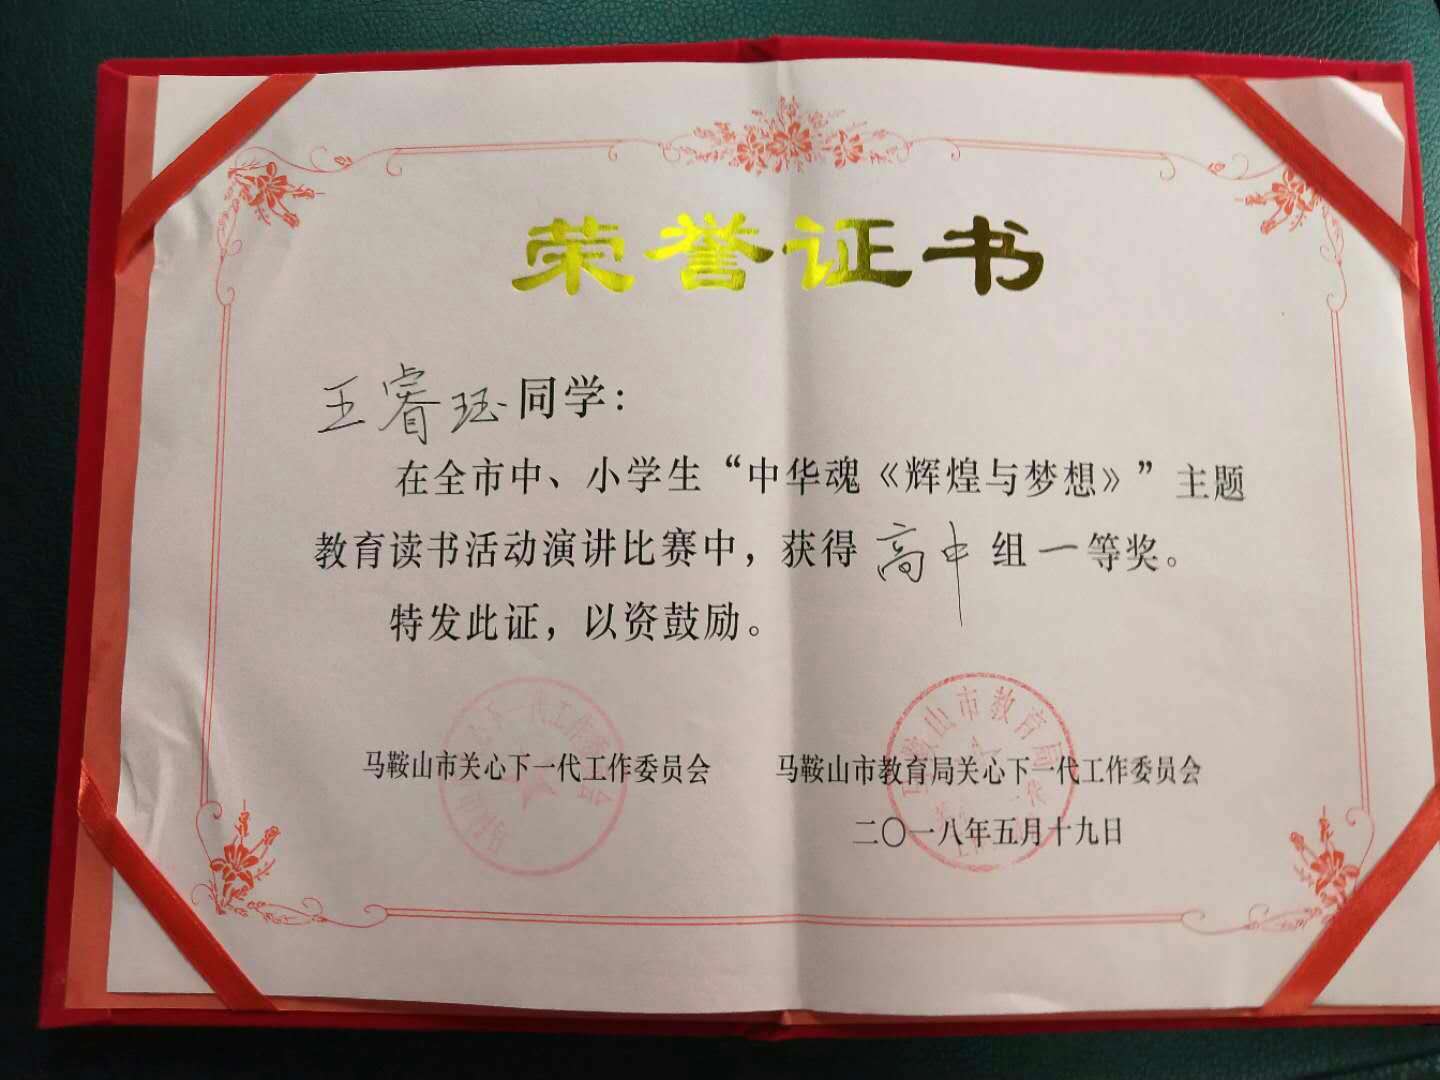 荣誉证书
王睿珏同学：
在全市中、小学生“中华魂《辉煌与梦想》”主题
教育读书活动演讲比赛中，获得 高中 组一等奖。
特发此证，以资鼓励。
马鞍山市关心下一代工作委员会 马鞍山市教育局关心下一代工作委员会
二〇一八年五月十九日